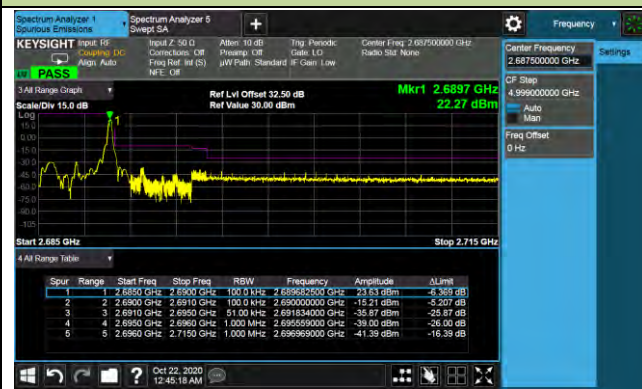 Spectrum Analyzer 1
Spurious Emissions
Spectrum Analyzer 5
Swept SA
Frequency
KEYSIGHT
Input: RF
Coupling: DC
Align: Auto
Input Z: 50 Ω
Corrections: Off
Freq Ref: Int (S)
NFE: Off
Atten: 10 dB
Preamp: Off
µW Path: Standard
Trig: Periodic
Gate: LO
IF Gain: Low
Center Freq: 2.687500000 GHz
Radio Std: None
PASS
Center Frequency
2.687500000 GHz
Settings
CF Step
4.999000000 GHz
Auto
Man
Freq Offset
0 Hz
3 All Range Graph
Scale/Div 15.0 dB
Ref Lvl Offset 32.50 dB
Ref Value 30.00 dBm
Mkr1 2.6897 GHz
22.27 dBm
Log
15.0
0.00
-15.0
-30.0
-45.0
-60.0
-75.0
-90.0
-105
1
Start 2.685 GHz
Stop 2.715 GHz
4 All Range Table
Spur Range Start Freq Stop Freq RBW Frequency Amplitude ΔLimit
1 1 2.6850 GHz 2.6900 GHz 100.0 kHz 2.689682500 GHz 23.63 dBm -6.369 dB
2 2 2.6900 GHz 2.6910 GHz 100.0 kHz 2.690000000 GHz -15.21 dBm -5.207 dB
3 3 2.6910 GHz 2.6950 GHz 51.00 kHz 2.691834000 GHz -35.87 dBm -25.87 dB
4 4 2.6950 GHz 2.6960 GHz 1.000 MHz 2.695559000 GHz -39.00 dBm -26.00 dB
5 5 2.6960 GHz 2.7150 GHz 1.000 MHz 2.696969000 GHz -41.39 dBm -16.39 dB
Oct 22, 2020
12:45:18 AM